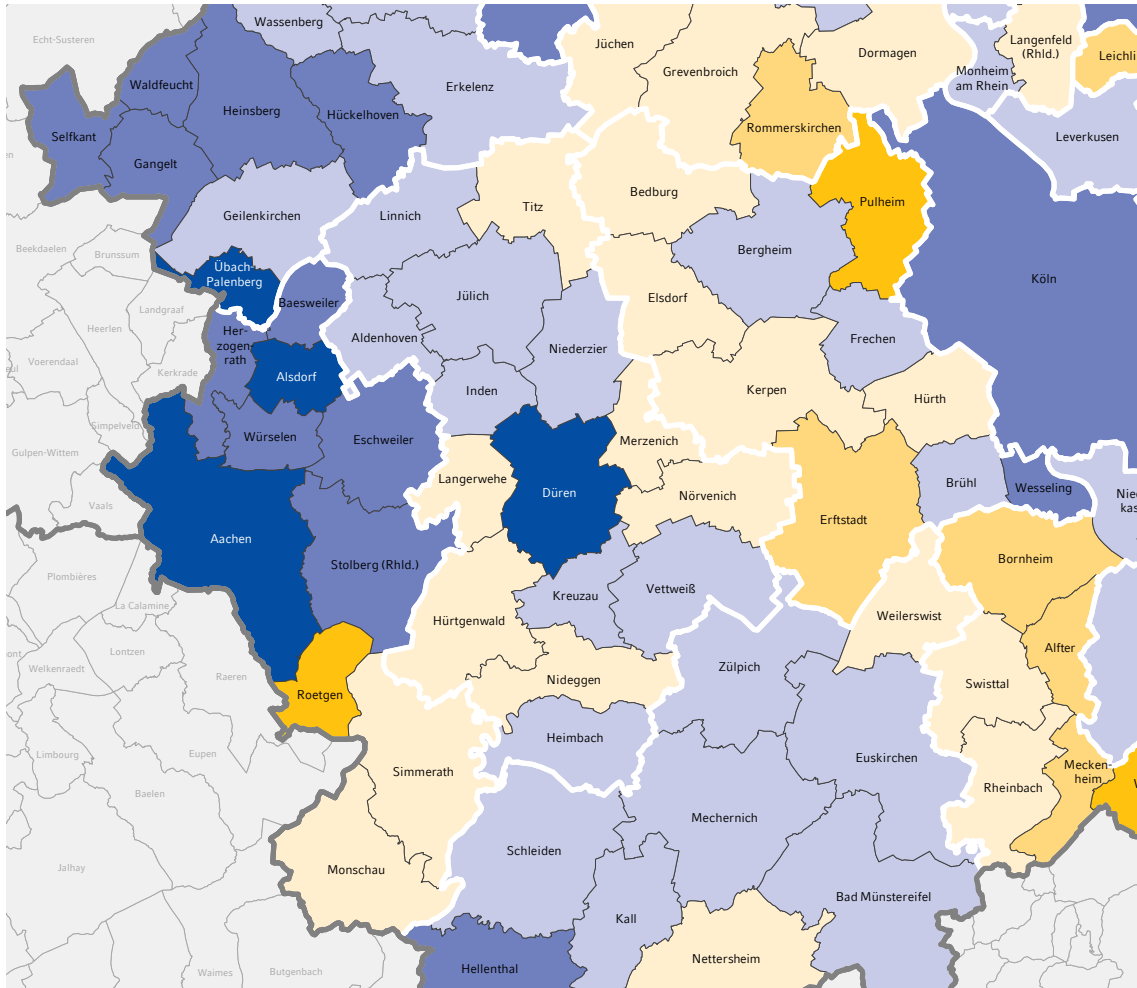 Echt-Susteren
Wassenberg
Jüchen
Grevenbroich
Dormagen
Langenfeld
(Rhld.)
Leichli
Monheim
am Rhein
Waldfeucht
Heinsberg
Hückelhoven
Erkelenz
Rommerskirchen
Leverkusen
Selfkant
Gangelt
Bedburg
Pulheim
Geilenkirchen
Linnich
Titz
Bergheim
Beekdaelen
Brunssum
Übach-
Palenberg
Köln
Landgraaf
Baesweiler
Jülich
Elsdorf
Heerlen
Her-
zogen-
rath
Aldenhoven
Niederzier
Frechen
Voerendaal
Kerkrade
Alsdorf
Inden
Kerpen
Hürth
Simpelveld
Würselen
Eschweiler
Merzenich
Gulpen-Wittem
Langerwehe
Düren
Nörvenich
Brühl
Wesseling
Nied
kas
Vaals
Aachen
Erftstadt
Stolberg (Rhld.)
Bornheim
Plombières
Kreuzau
Vettweiß
La Calamine
Hürtgenwald
Weilerswist
Lontzen
Alfter
Welkenraedt
Raeren
Zülpich
Nideggen
Swisttal
Roetgen
Heimbach
Limbourg
Eupen
Simmerath
Euskirchen
Mecken-
heim
Baelen
Rheinbach
Mechernich
Schleiden
Jalhay
Monschau
Bad Münstereifel
Kall
Nettersheim
Hellenthal
Waimes
Butgenbach